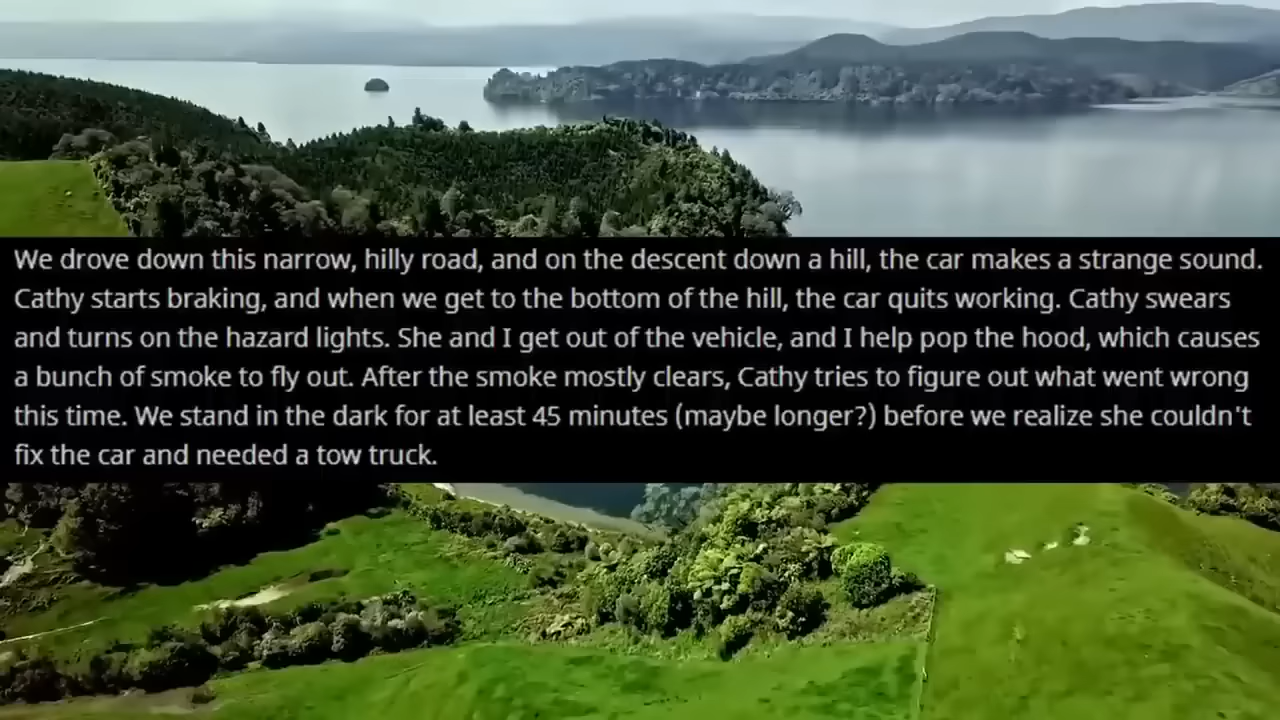 We drove down this narrow, hilly road, and on the descent down a hill, the car makes a strange sound.
Cathy starts braking, and when we get to the bottom of the hill, the car quits working. Cathy swears
and turns on the hazard lights. She and I get out of the vehicle, and I help pop the hood, which causes
a bunch of smoke to fly out. After the smoke mostly clears, Cathy tries to figure out what went wrong
this time. We stand in the dark for at least 45 minutes (maybe longer?) before we realize she couldn't
fix the car and needed a tow truck.